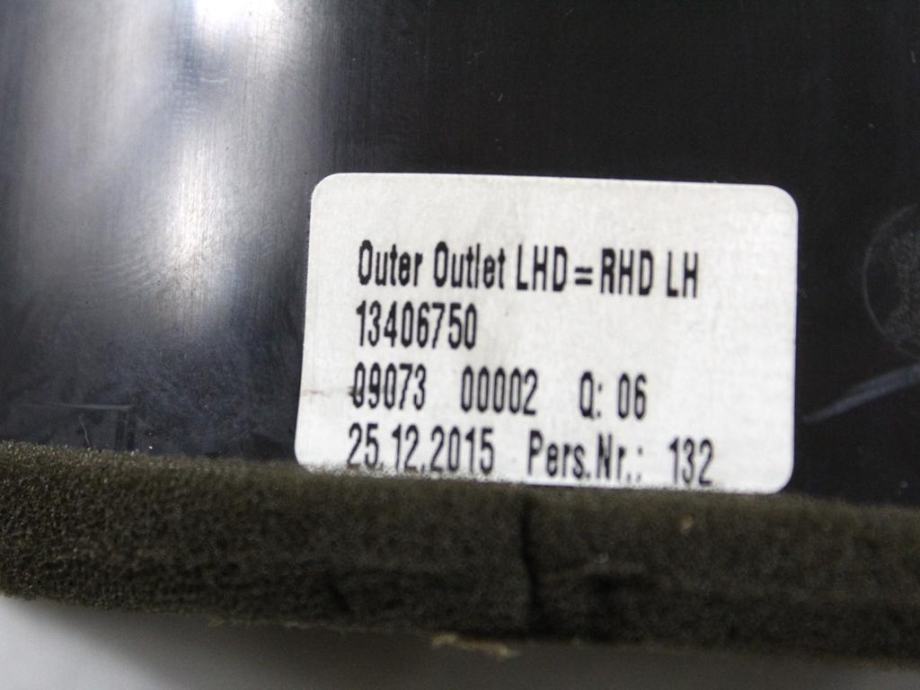 Outer Outlet LHD=RHD LH
13406750
09073 00002 Q: 06
25.12.2015 Pers.Nr.: 132